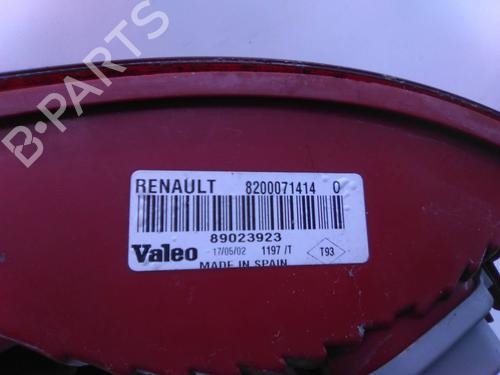 B-PARTS
RENAULT 8200071414 0
89023923
Valeo 17/05/02 1197 /T T93
MADE IN SPAIN